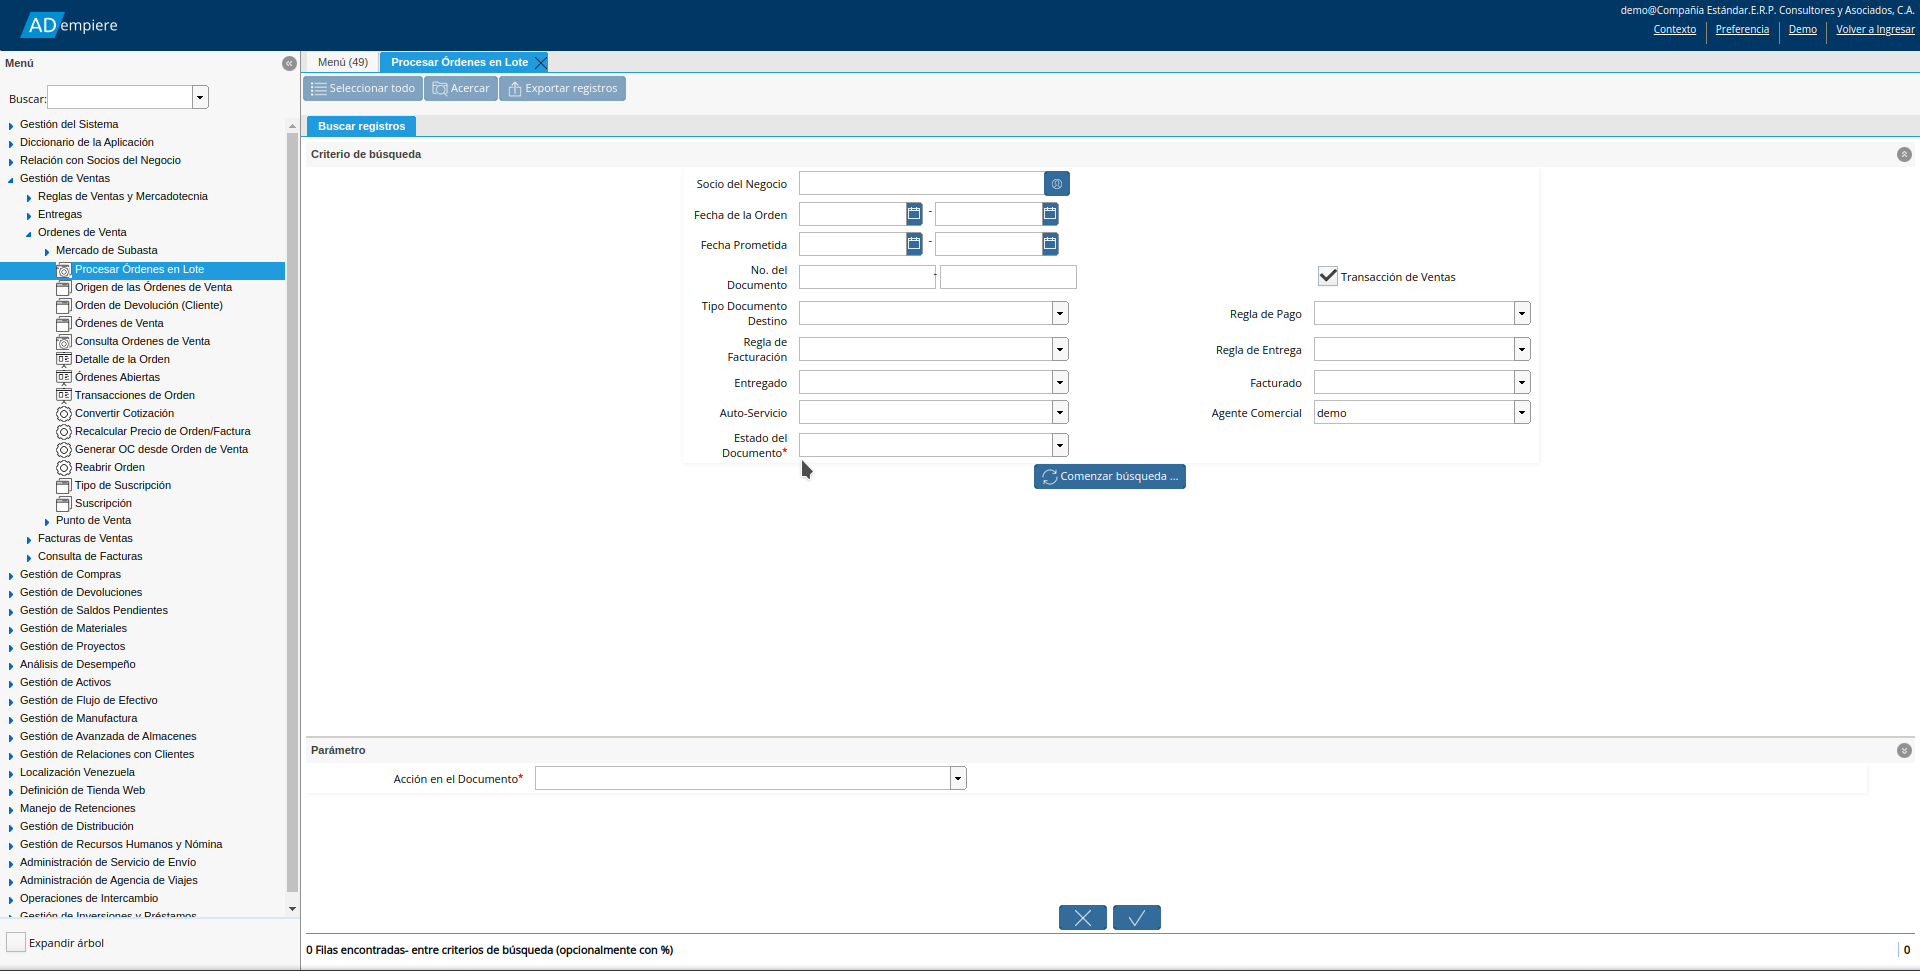 ADempiere
demo@Compañía Estándar.E.R.P. Consultores y Asociados, C.A.
Contexto Preferencia Demo Volver a Ingresar
Menú
Buscar:
Gestión del Sistema
Diccionario de la Aplicación
Relación con Socios del Negocio
Gestión de Ventas
Reglas de Ventas y Mercadotecnia
Entregas
Ordenes de Venta
Mercado de Subasta
Procesar Órdenes en Lote
Origen de las Órdenes de Venta
Orden de Devolución (Cliente)
Órdenes de Venta
Consulta Ordenes de Venta
Detalle de la Orden
Órdenes Abiertas
Transacciones de Orden
Convertir Cotización
Recalcular Precio de Orden/Factura
Generar OC desde Orden de Venta
Reabrir Orden
Tipo de Suscripción
Suscripción
Punto de Venta
Facturas de Ventas
Consulta de Facturas
Gestión de Compras
Gestión de Devoluciones
Gestión de Saldos Pendientes
Gestión de Materiales
Gestión de Proyectos
Análisis de Desempeño
Gestión de Activos
Gestión de Flujo de Efectivo
Gestión de Manufactura
Gestión de Avanzada de Almacenes
Gestión de Relaciones con Clientes
Localización Venezuela
Definición de Tienda Web
Manejo de Retenciones
Gestión de Distribución
Gestión de Recursos Humanos y Nómina
Administración de Servicio de Envío
Administración de Agencia de Viajes
Operaciones de Intercambio
Gestión de Inversiones y Préstamos
Expandir árbol
Menú (49) Procesar Órdenes en Lote
Seleccionar todo Acercar Exportar registros
Buscar registros
Criterio de búsqueda
Socio del Negocio
Fecha de la Orden -
Fecha Prometida -
No. del
Documento - Transacción de Ventas
Tipo Documento
Destino
Regla de Pago
Regla de
Facturación
Regla de Entrega
Entregado Facturado
Auto-Servicio Agente Comercial demo
Estado del
Documento*
Comenzar búsqueda ...
Parámetro
Acción en el Documento*
0 Filas encontradas- entre criterios de búsqueda (opcionalmente con %) 0